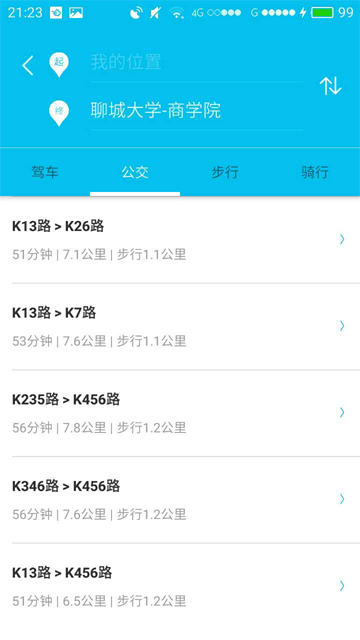 21:23 4G G 99
起 我的位置
终 聊城大学-商学院
驾车 公交 步行 骑行
K13路 > K26路
51分钟 | 7.1公里 | 步行1.1公里
K13路 > K7路
53分钟 | 7.6公里 | 步行1.1公里
K235路 > K456路
56分钟 | 7.8公里 | 步行1.2公里
K346路 > K456路
56分钟 | 7.6公里 | 步行1.2公里
K13路 > K456路
51分钟 | 6.5公里 | 步行1.2公里